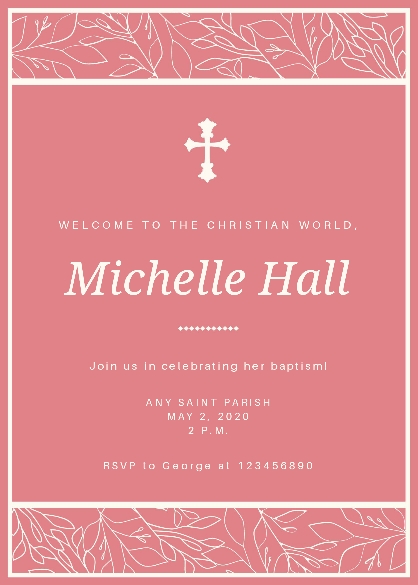 WELCOME TO THE CHRISTIAN WORLD,
Michelle Hall
Join us in celebrating her baptism!
ANY SAINT PARISH
MAY 2, 2020
2 P.M.
RSVP to George at 123456890